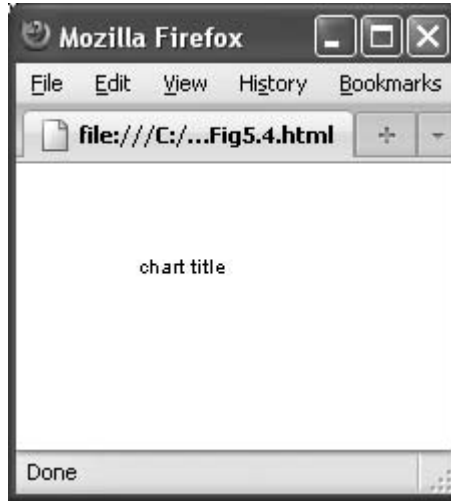 Mozilla Firefox
File Edit View History Bookmarks
file:///C:/...Fig5.4.html
chart title
Done